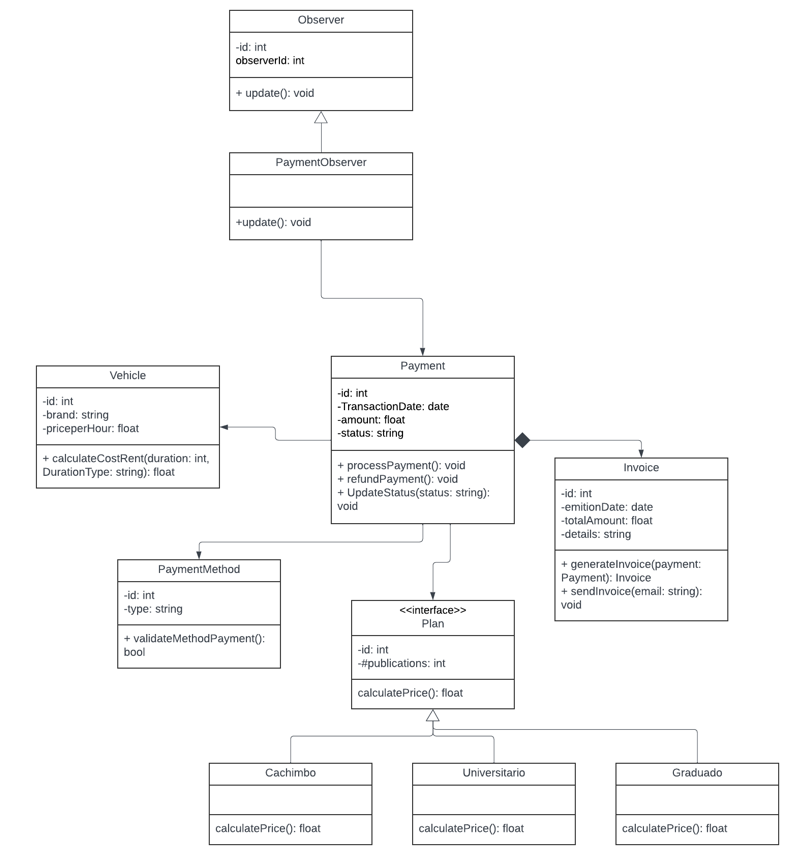 Observer
-id: int
observerId: int
+ update(): void
PaymentObserver
+update(): void
Payment
-id: int
-TransactionDate: date
-amount: float
-status: string
+ processPayment(): void
+ refundPayment(): void
+ UpdateStatus(status: string):
void
Vehicle
-id: int
-brand: string
-priceperHour: float
+ calculateCostRent(duration: int,
DurationType: string): float
Invoice
-id: int
-emitionDate: date
-totalAmount: float
-details: string
+ generateInvoice(payment:
Payment): Invoice
+ sendInvoice(email: string):
void
PaymentMethod
-id: int
-type: string
+ validateMethodPayment():
bool
<<interface>>
Plan
-id: int
-#publications: int
calculatePrice(): float
Cachimbo
calculatePrice(): float
Universitario
calculatePrice(): float
Graduado
calculatePrice(): float